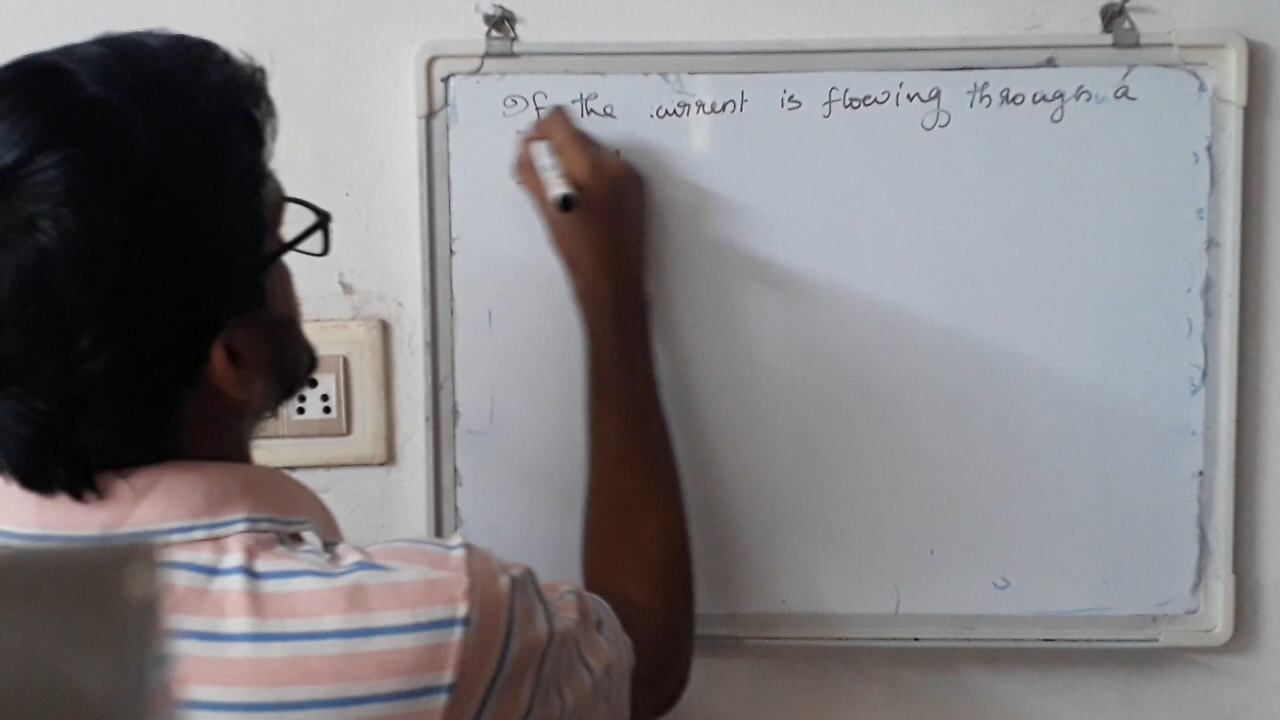 If the current is flowing through a